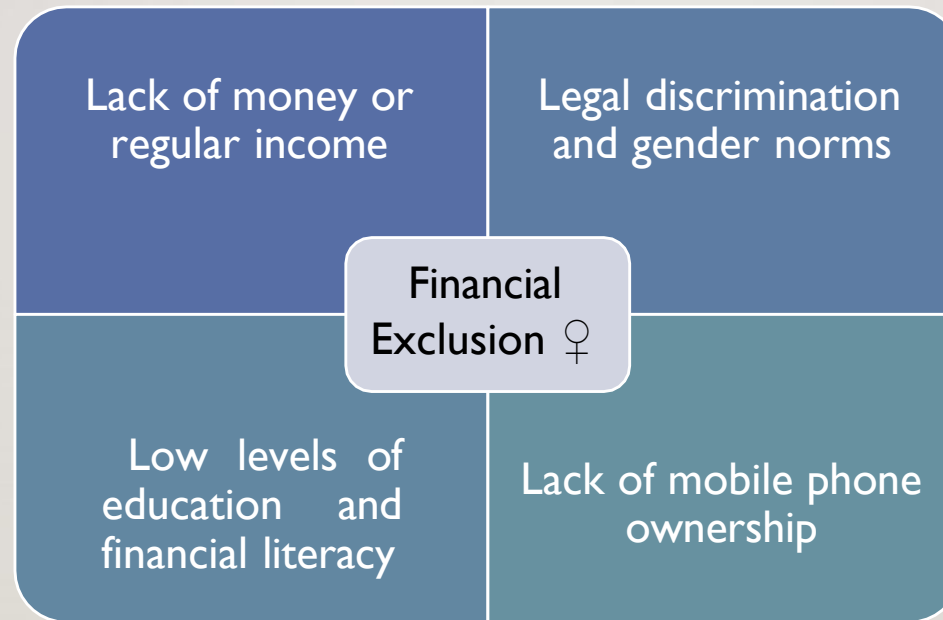 Lack of money or
regular income
Legal discrimination
and gender norms
Financial
Exclusion ♀
Low levels of
education and
financial literacy
Lack of mobile phone
ownership